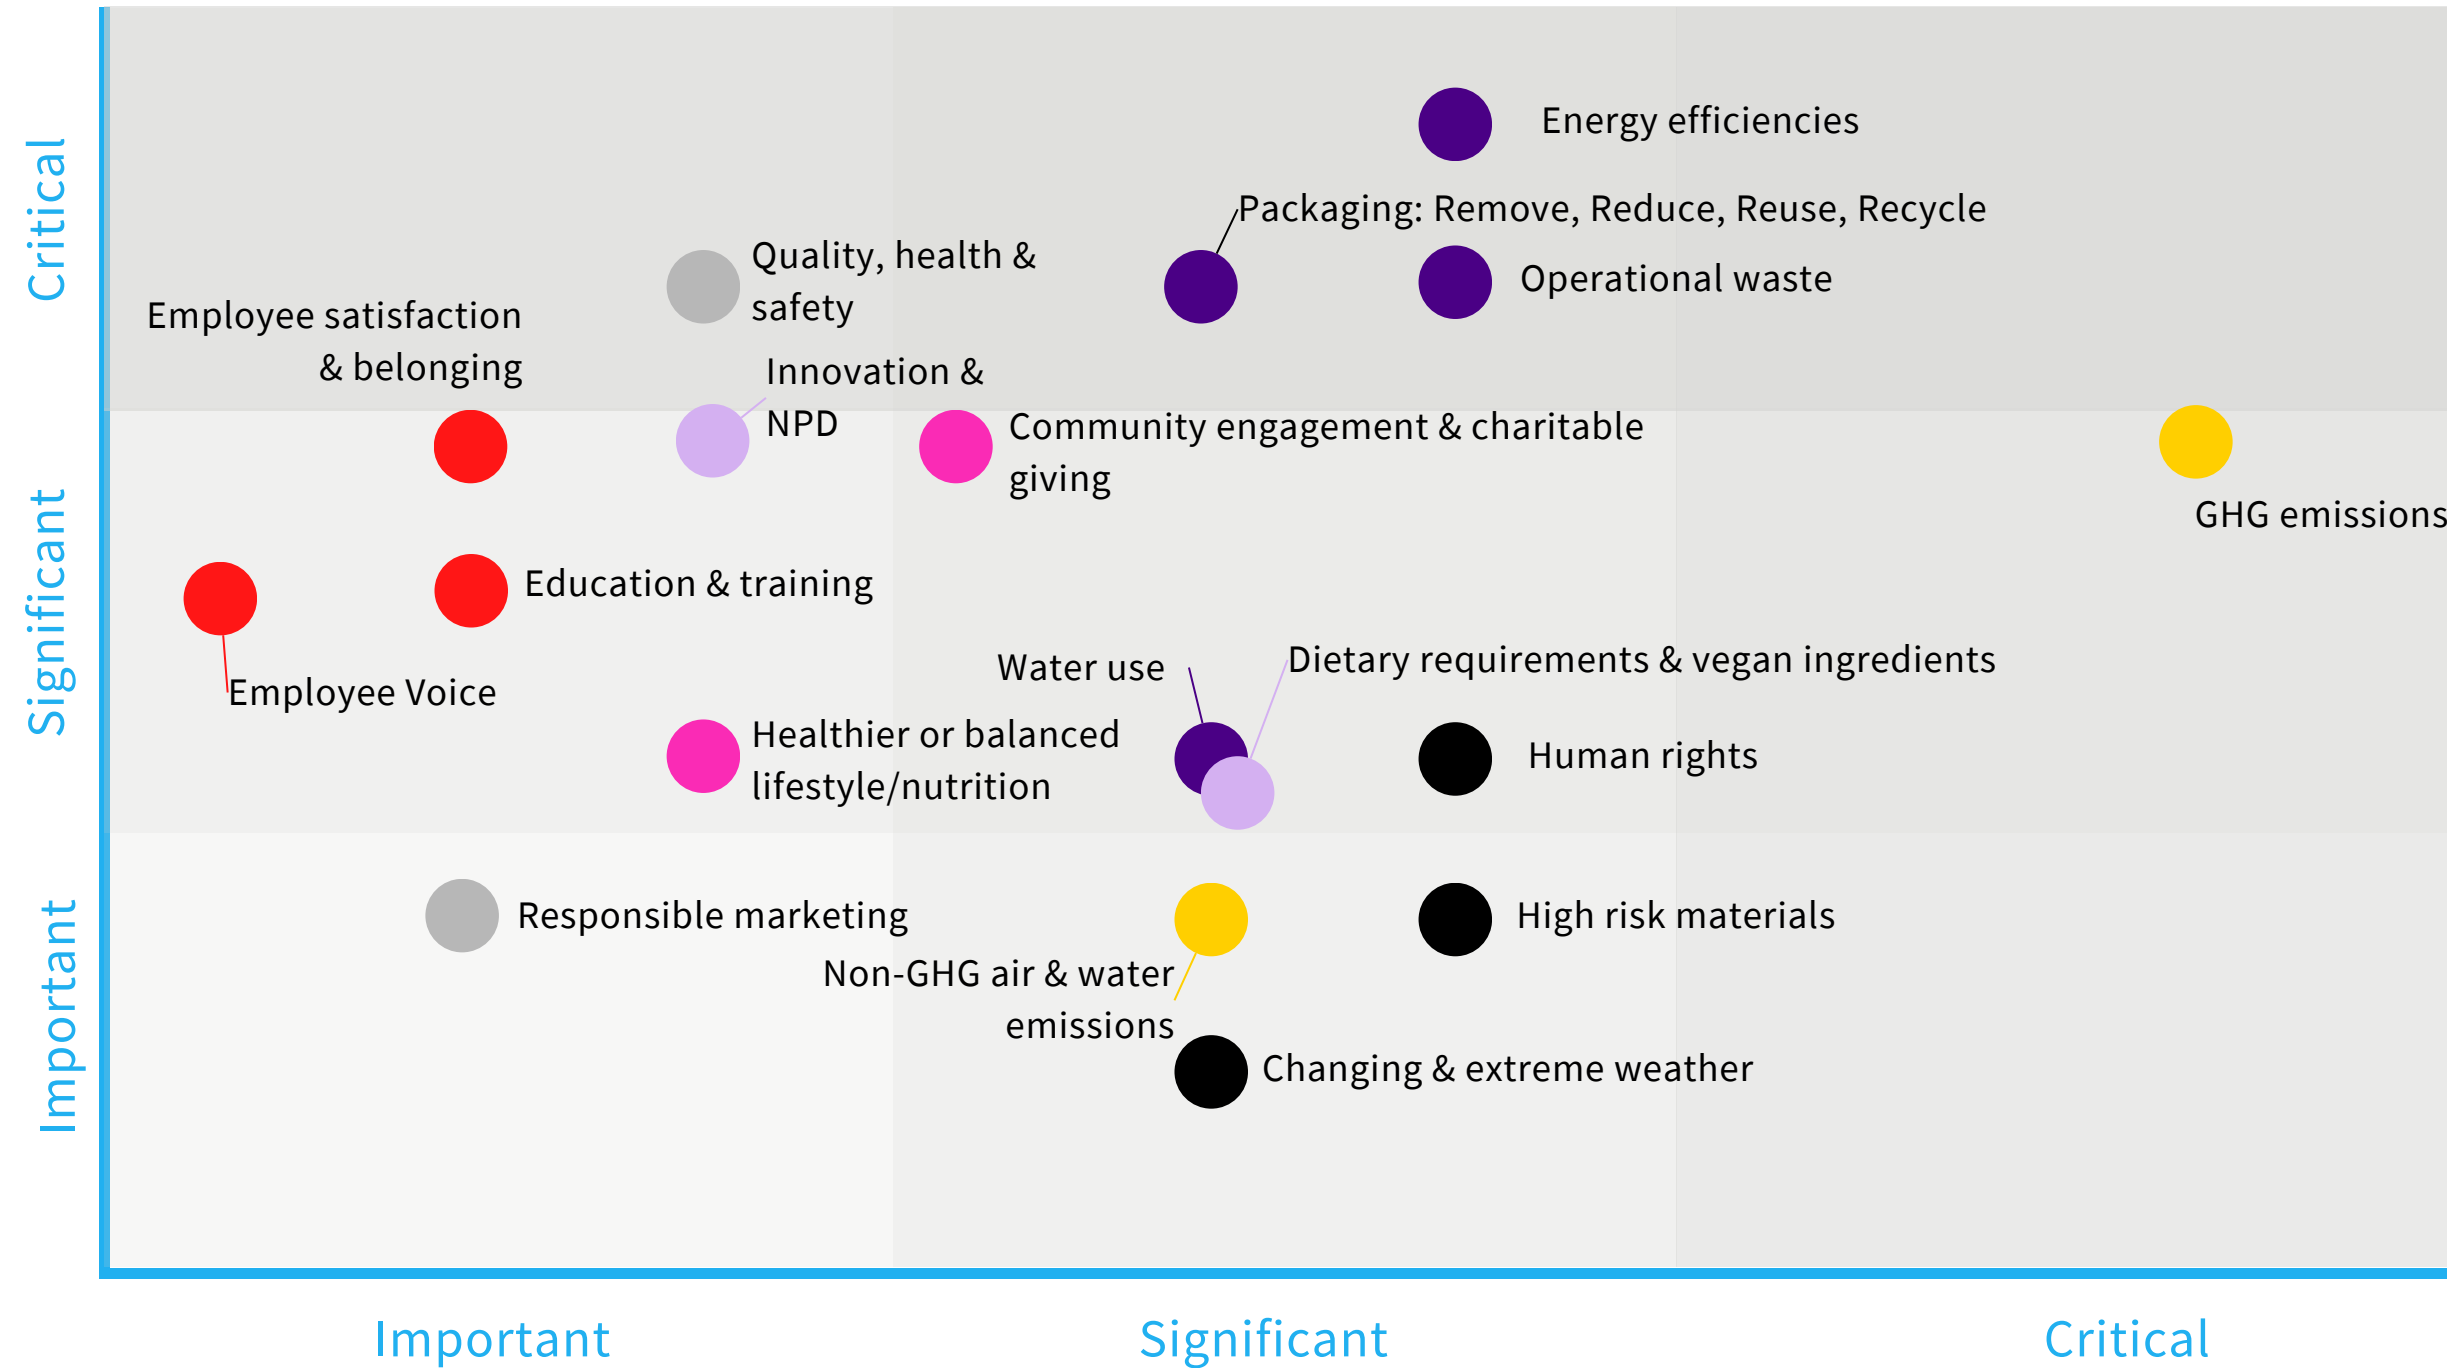 Critical
Significant
Important
Energy efficiencies
Packaging: Remove, Reduce, Reuse, Recycle
Quality, health &
safety
Operational waste
Employee satisfaction
& belonging
Innovation &
NPD
Community engagement & charitable
giving
GHG emissions
Education & training
Employee Voice
Water use
Dietary requirements & vegan ingredients
Healthier or balanced
lifestyle/nutrition
Human rights
Responsible marketing
Non-GHG air & water
emissions
High risk materials
Changing & extreme weather
Important
Significant
Critical